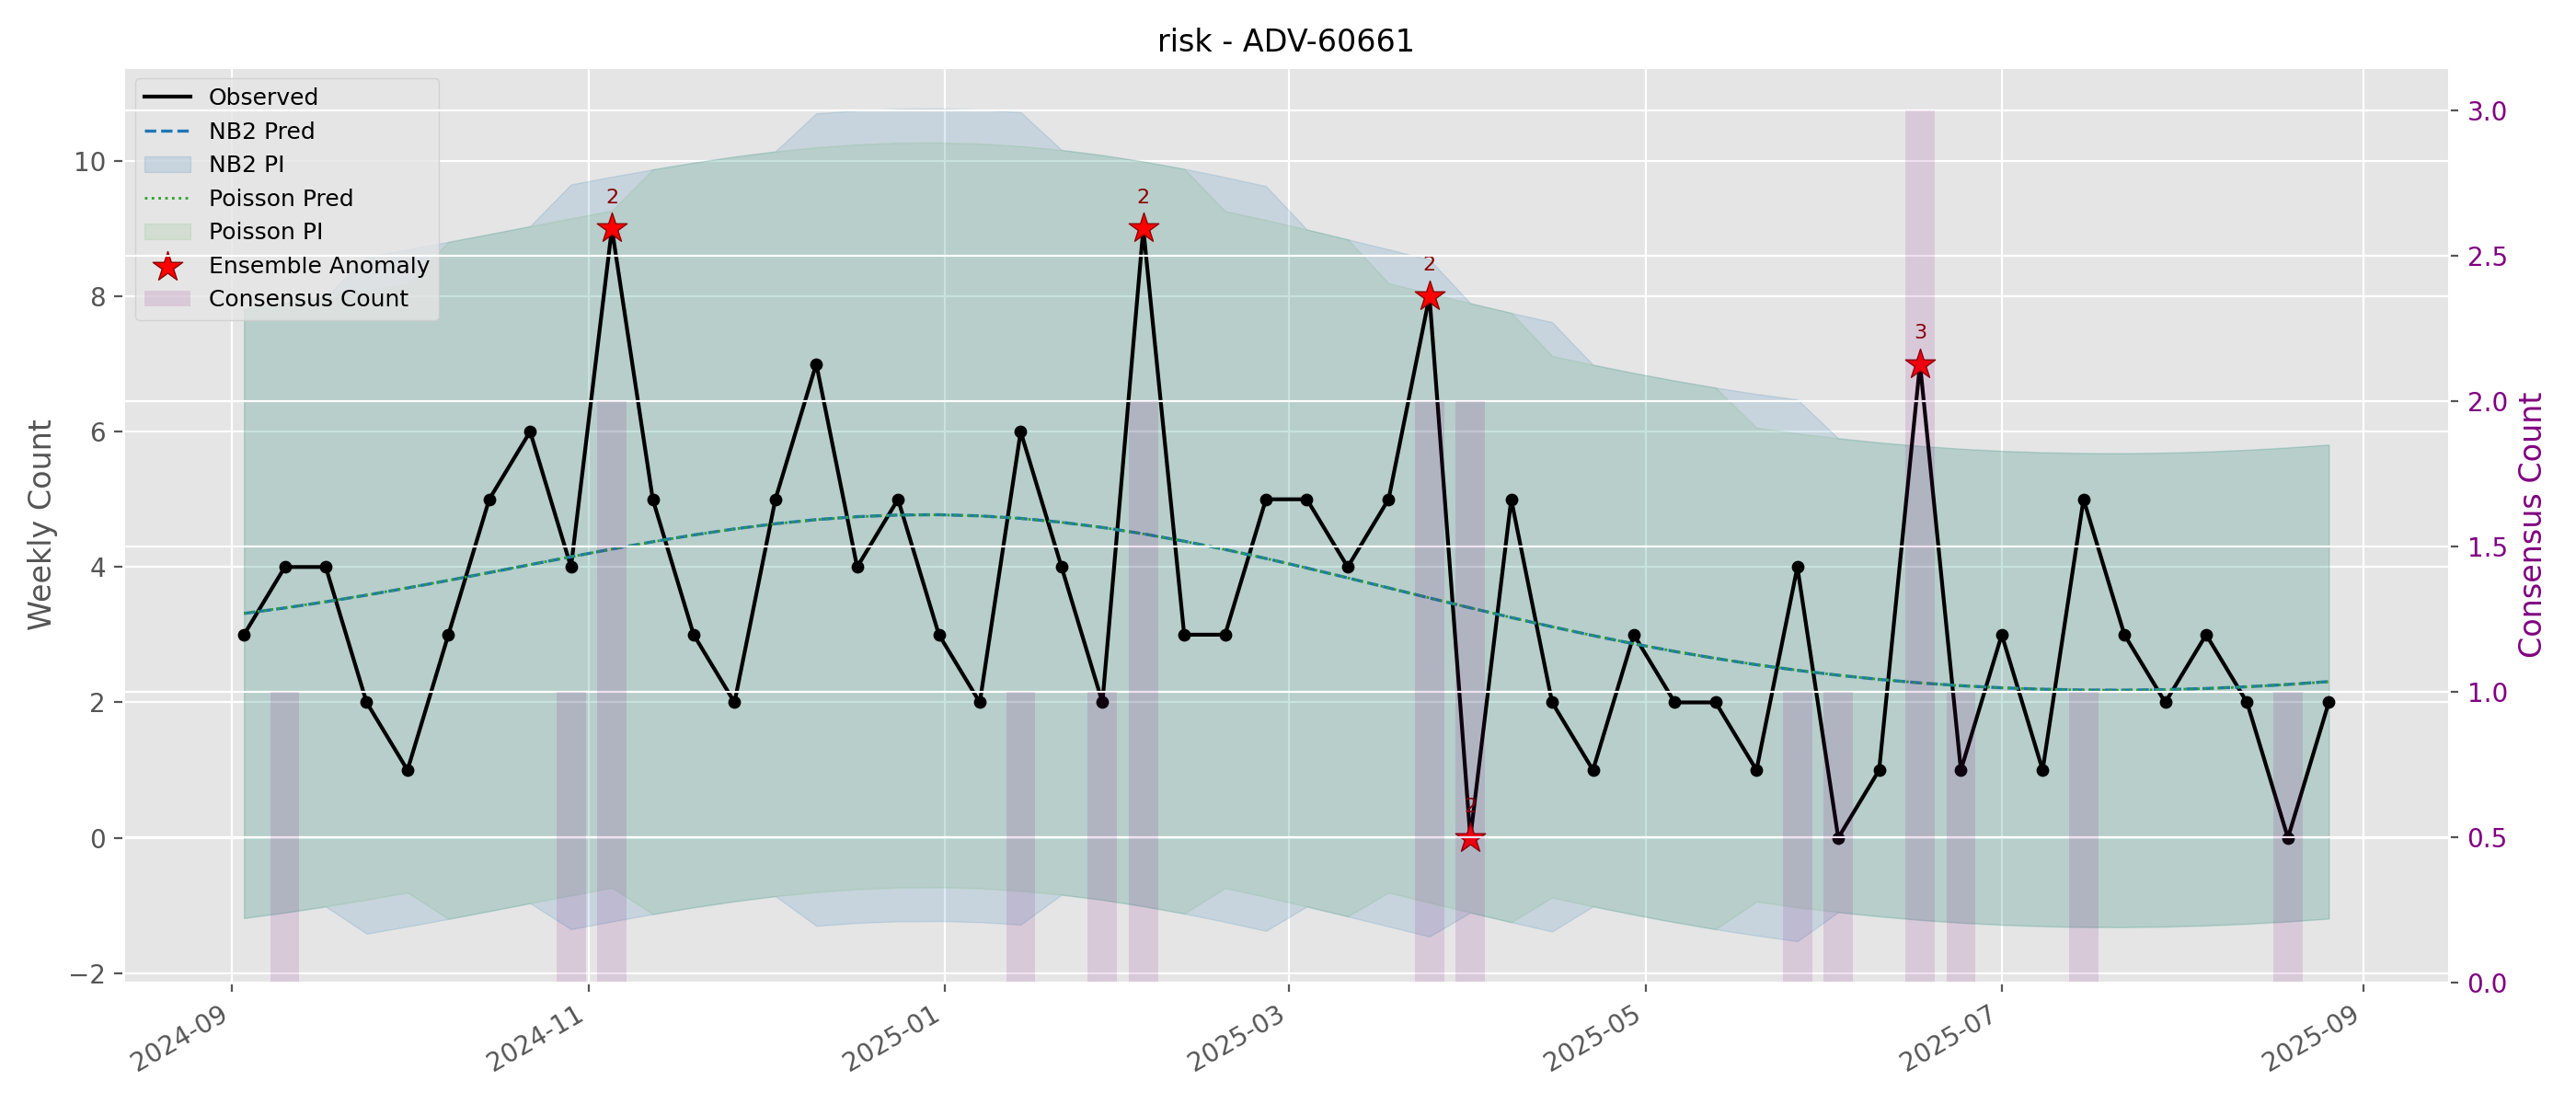 risk - ADV-60661
Observed
NB2 Pred
NB2 PI
Poisson Pred
Poisson PI
Ensemble Anomaly
Consensus Count
Weekly Count
10
8
6
4
2
0
−2
2
2
2
2
3
3.0
2.5
2.0
1.5
1.0
0.5
0.0
Consensus Count
2024-09
2024-11
2025-01
2025-03
2025-05
2025-07
2025-09